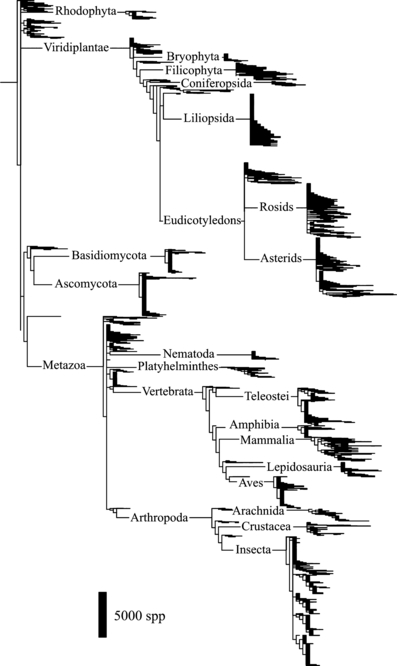 Rhodophyta
Viridiplantae
Bryophyta
Filicophyta
Coniferopsida
Liliopsida
Rosids
Eudicotyledons
Basidiomycota
Asterids
Ascomycota
Nematoda
Metazoa
Platyhelminthes
Vertebrata
Teleostei
Amphibia
Mammalia
Lepidosauria
Aves
Arachnida
Arthropoda
Crustacea
Insecta
5000 spp